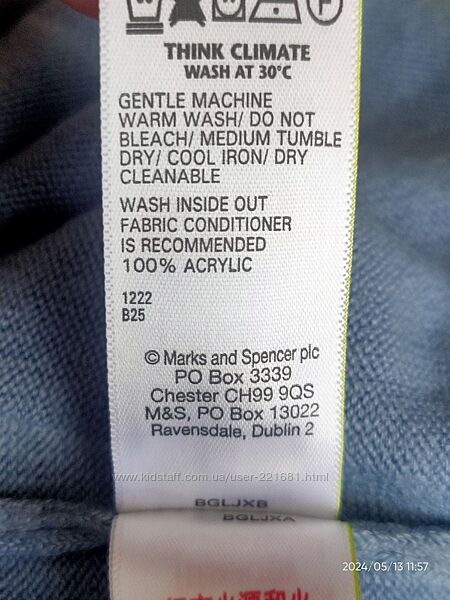 THINK CLIMATE
WASH AT 30°C
GENTLE MACHINE
WARM WASH/ DO NOT
BLEACH/ MEDIUM TUMBLE
DRY/ COOL IRON/ DRY
CLEANABLE
WASH INSIDE OUT
FABRIC CONDITIONER
IS RECOMMENDED
100% ACRYLIC
1222
B25
© Marks and Spencer plc
PO Box 3339
Chester CH99 9QS
M&S, PO Box 13022
Ravensdale, Dublin 2
www.kidstaff.com.ua/user-221681.html
BGLJXB
BGLJXA
2024/05/13 11:57